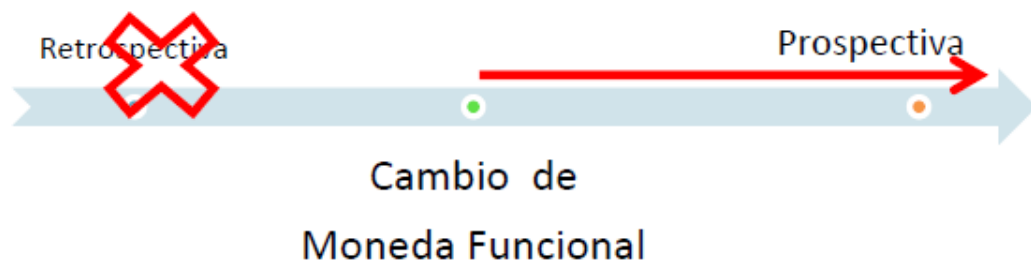 Retrospectiva
Prospectiva
Cambio de
Moneda Funcional